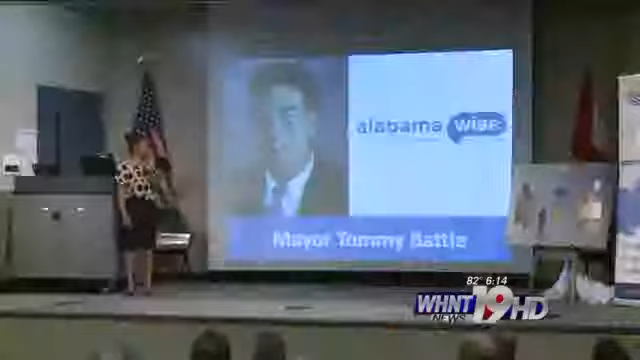 alabama wise
Mayor Tommy Battle
82° 6:14
WHNT 19 HD
NEWS